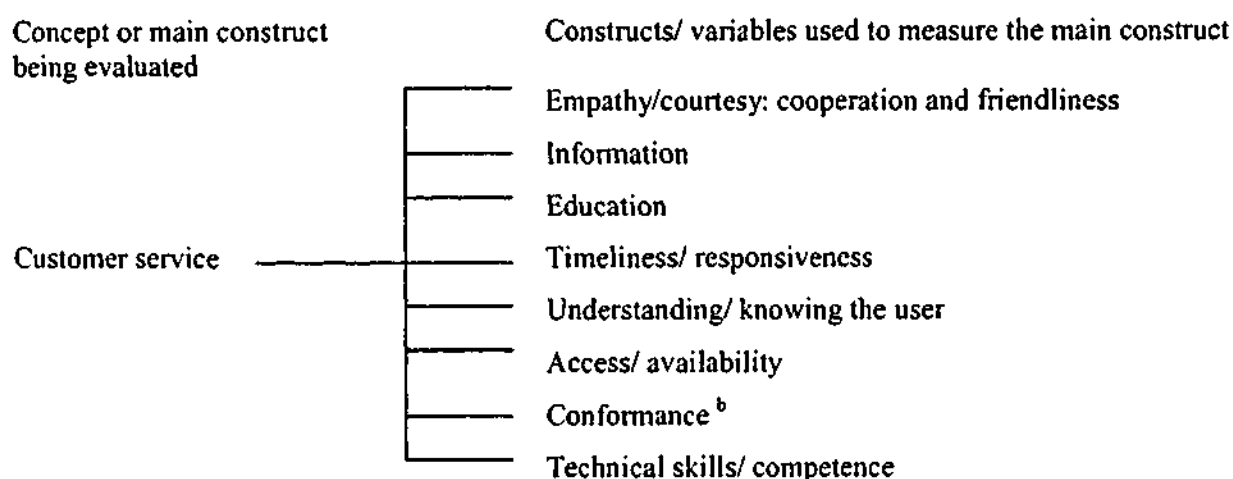 Concept or main construct
being evaluated
Constructs/ variables used to measure the main construct
Empathy/courtesy: cooperation and friendliness
Information
Education
Customer service
Timeliness/ responsiveness
Understanding/ knowing the user
Access/ availability
Conformance b
Technical skills/ competence